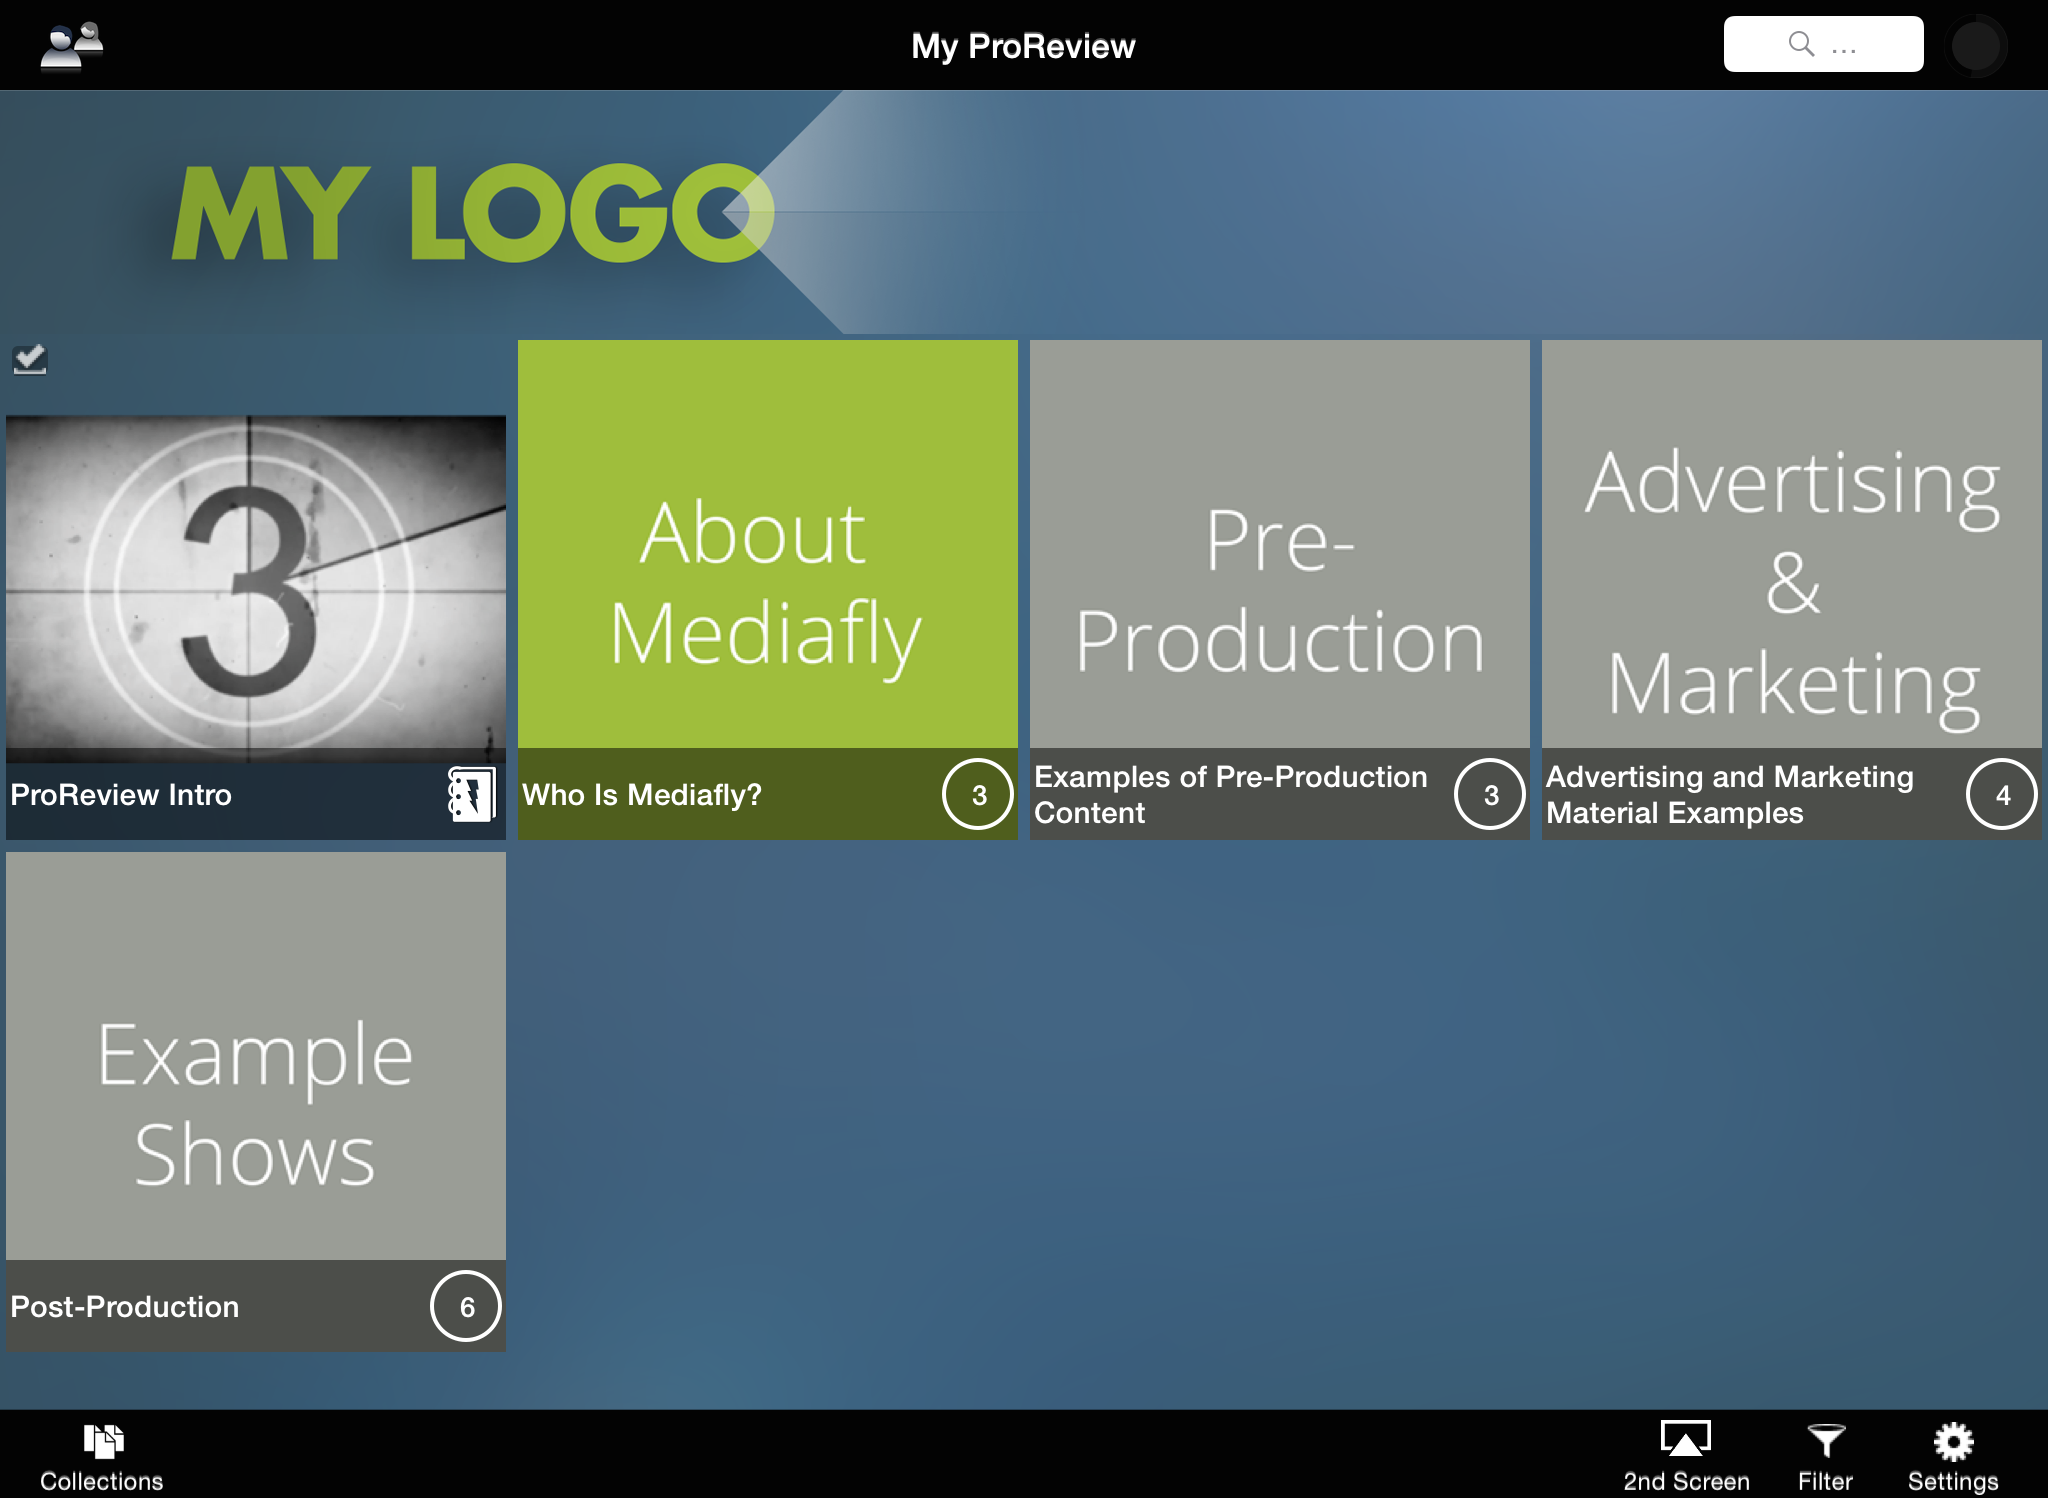 My ProReview
...
MY LOGO
3
ProReview Intro
About
Mediafly
Who Is Mediafly?
3
Pre-
Production
Examples of Pre-Production
Content
3
Advertising
&
Marketing
Advertising and Marketing
Material Examples
4
Example
Shows
Post-Production
6
Collections
2nd Screen
Filter
Settings